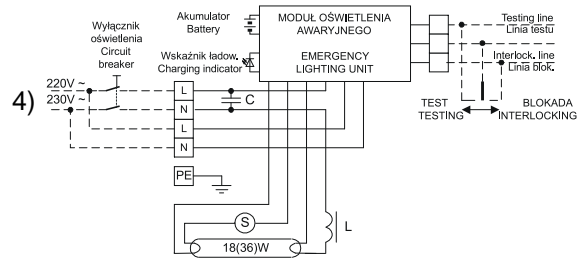 4)
Wyłącznik
oświetlenia
Circuit
breaker
220V ~
230V ~
Akumulator
Battery
Wskaźnik ładow.
Charging indicator
MODUŁ OŚWIETLENIA
AWARYJNEGO
EMERGENCY
LIGHTING UNIT
Testing line
Linia testu
Interlock. line
Linia blok.
TEST
TESTING
BLOKADA
INTERLOCKING
L
N
L
N
PE
C
S
L
18(36)W